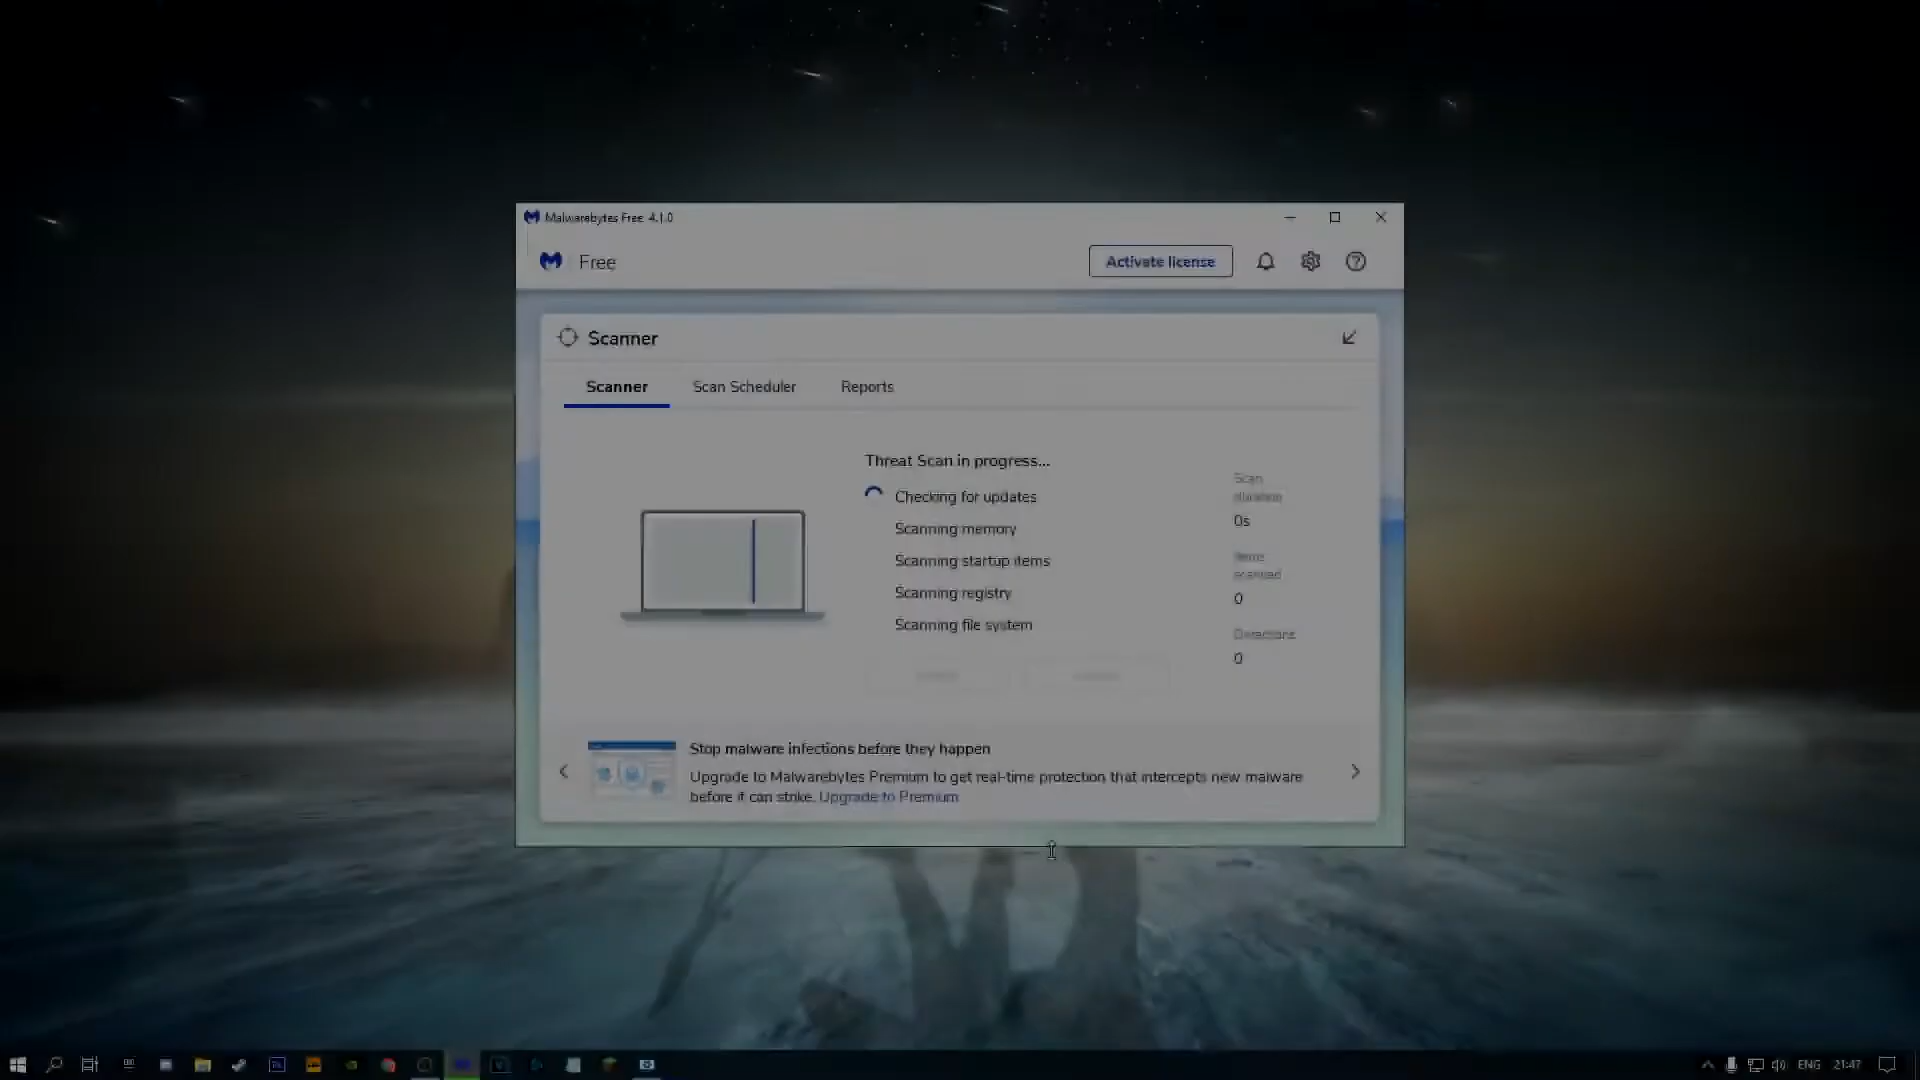 Malwarebytes Free 4.1.0
Free
Activate license
Scanner
Scanner
Scan Scheduler
Reports
Threat Scan in progress...
Checking for updates
Scanning memory
Scanning startup items
Scanning registry
Scanning file system
Scan
duration
0s
Items
scanned
0
Detections
0
Stop malware infections before they happen
Upgrade to Malwarebytes Premium to get real-time protection that intercepts new malware
before it can strike. Upgrade to Premium
ENG
21:47